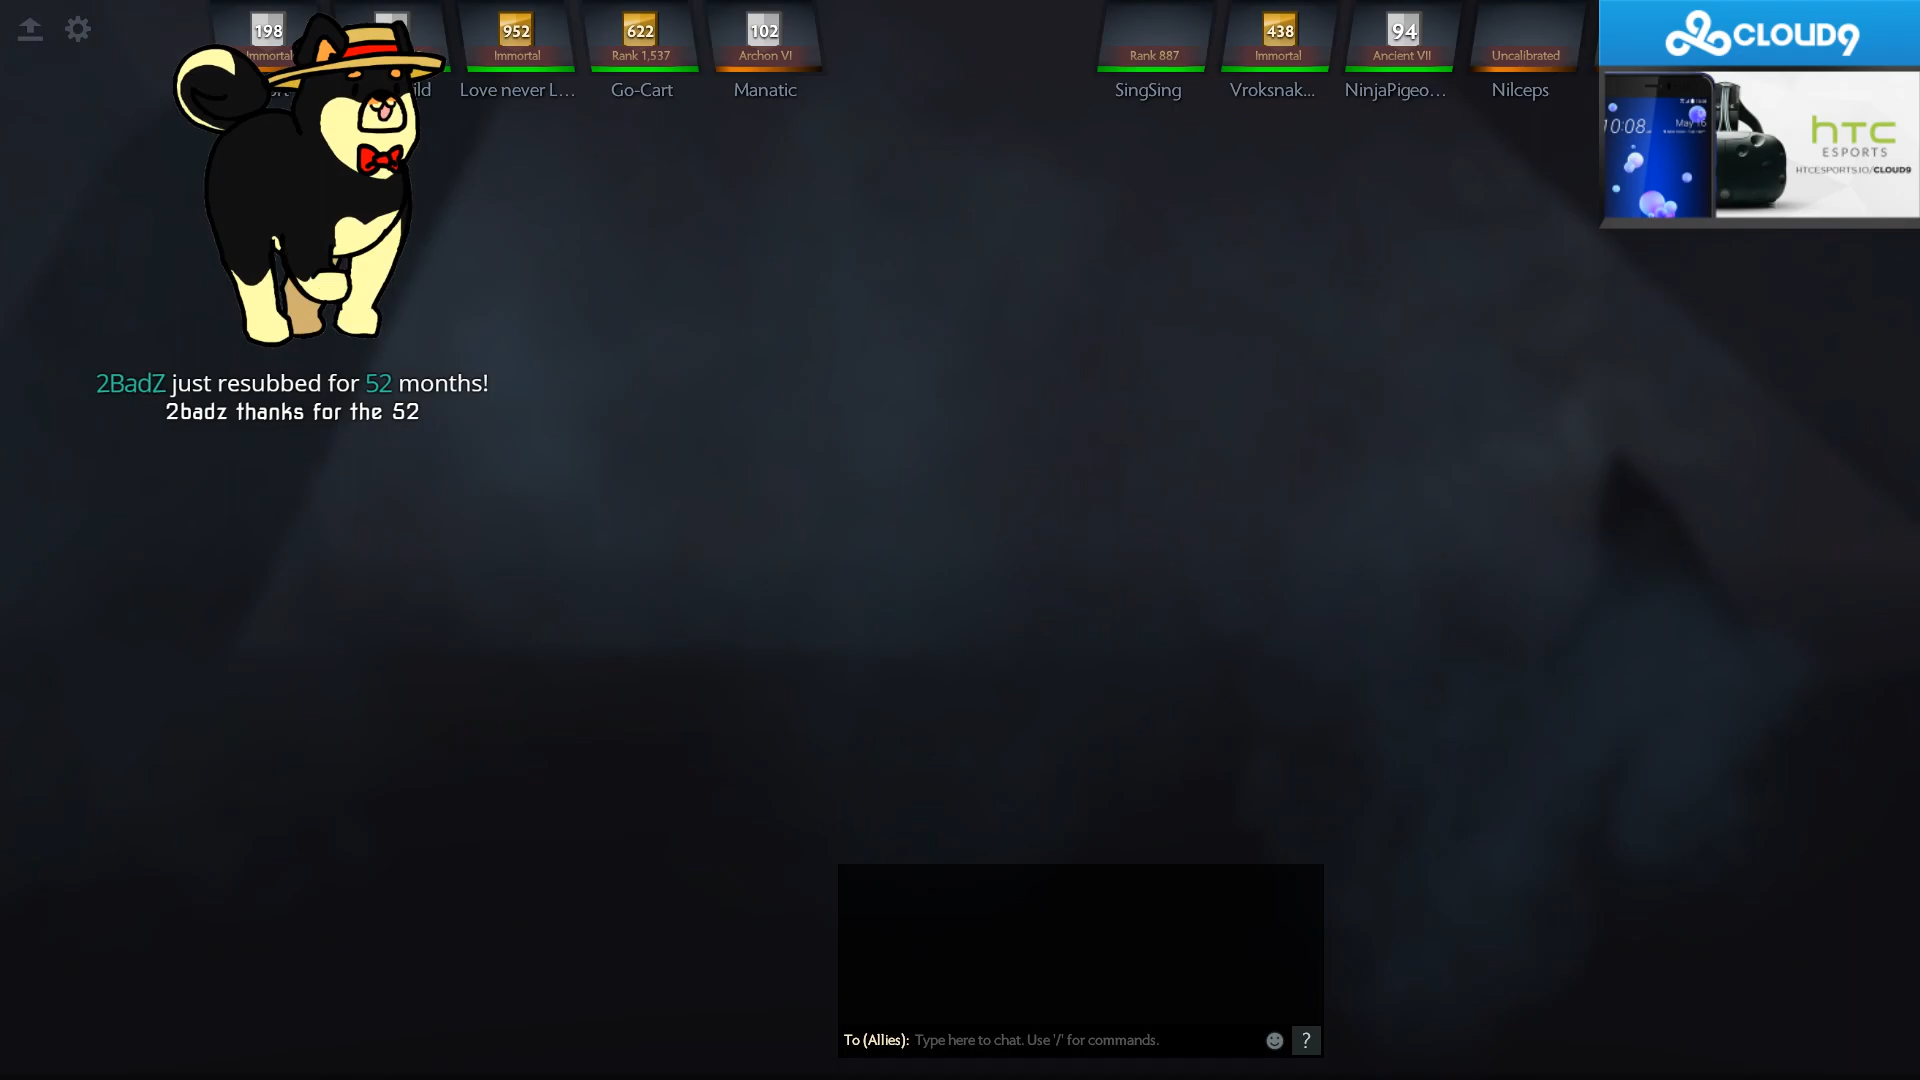 198 952 622 102 438 94
Immortal Immortal Rank 1,537 Archon VI Rank 887 Immortal Ancient VII Uncalibrated
Love never L... Go-Cart Manatic SingSing Vroksnak... NinjaPigeo... Nilceps
CLOUD9
10:08
htc
ESPORTS
HTCESPORTS.IO/CLOUD9
2BadZ just resubbed for 52 months!
2badz thanks for the 52
To (Allies): Type here to chat. Use '/' for commands.
?